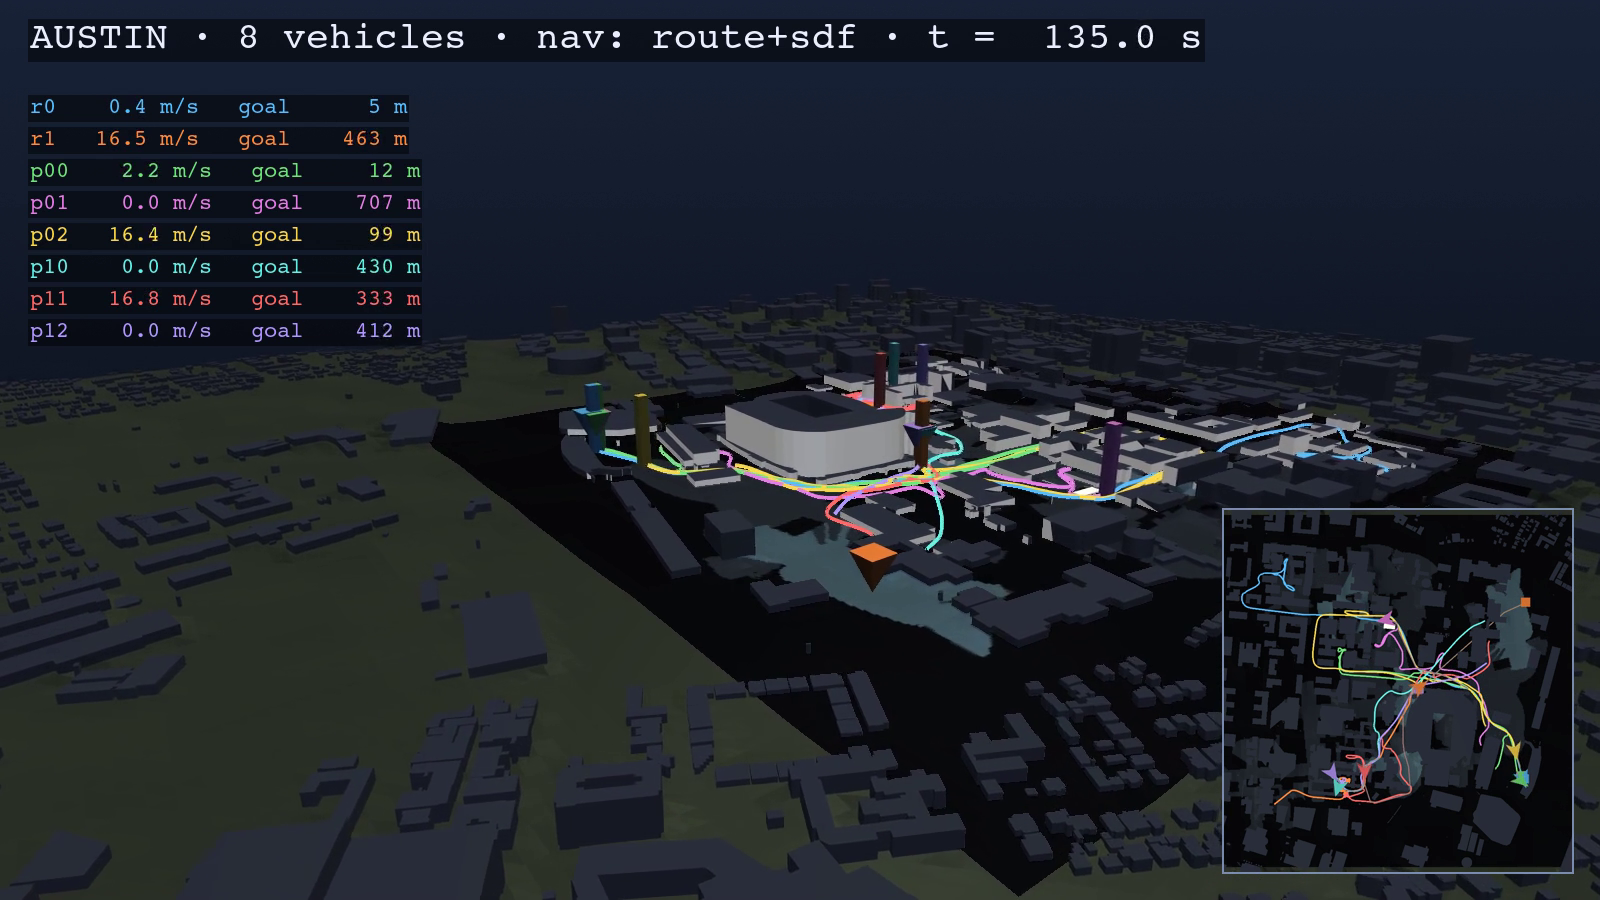 AUSTIN · 8 vehicles · nav: route+sdf · t = 135.0 s
r0 0.4 m/s goal 5 m
r1 16.5 m/s goal 463 m
p00 2.2 m/s goal 12 m
p01 0.0 m/s goal 707 m
p02 16.4 m/s goal 99 m
p10 0.0 m/s goal 430 m
p11 16.8 m/s goal 333 m
p12 0.0 m/s goal 412 m